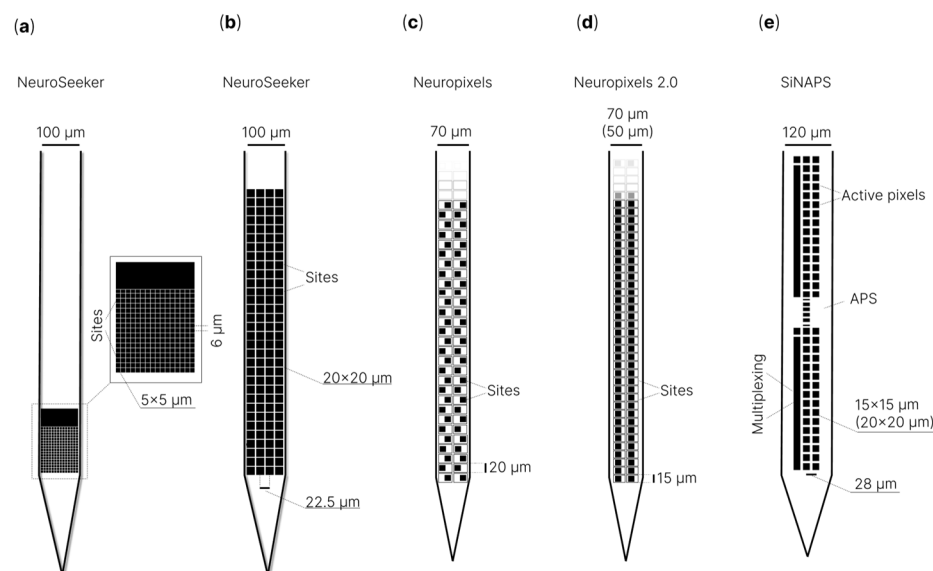 (a)
NeuroSeeker
100 μm
Sites
6 μm
5×5 μm
(b)
NeuroSeeker
100 μm
Sites
20×20 μm
22.5 μm
(c)
Neuropixels
70 μm
Sites
20 μm
(d)
Neuropixels 2.0
70 μm
(50 μm)
Sites
15 μm
(e)
SiNAPS
120 μm
Active pixels
APS
Multiplexing
15×15 μm
(20×20 μm)
28 μm